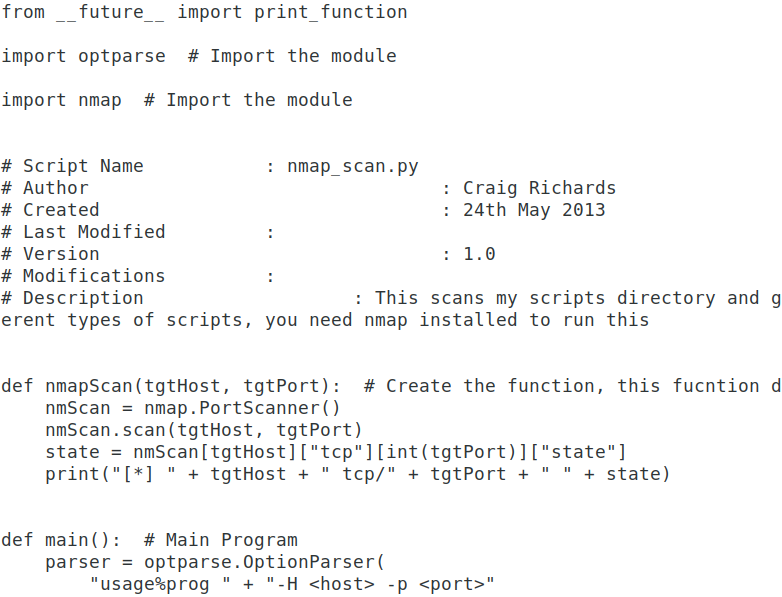 from __future__ import print_function
import optparse  # Import the module
import nmap  # Import the module
# Script Name           : nmap_scan.py
# Author                                : Craig Richards
# Created                               : 24th May 2013
# Last Modified         :
# Version                               : 1.0
# Modifications         :
# Description                   : This scans my scripts directory and g
erent types of scripts, you need nmap installed to run this
def nmapScan(tgtHost, tgtPort):  # Create the function, this fucntion d
    nmScan = nmap.PortScanner()
    nmScan.scan(tgtHost, tgtPort)
    state = nmScan[tgtHost]["tcp"][int(tgtPort)]["state"]
    print("[*] " + tgtHost + " tcp/" + tgtPort + " " + state)
def main():  # Main Program
    parser = optparse.OptionParser(
        "usage%prog " + "-H <host> -p <port>"